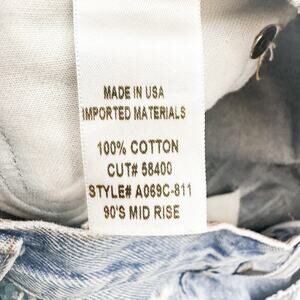 MADE IN USA
IMPORTED MATERIALS
100% COTTON
CUT# 58400
STYLE# A069C-811
90'S MID RISE